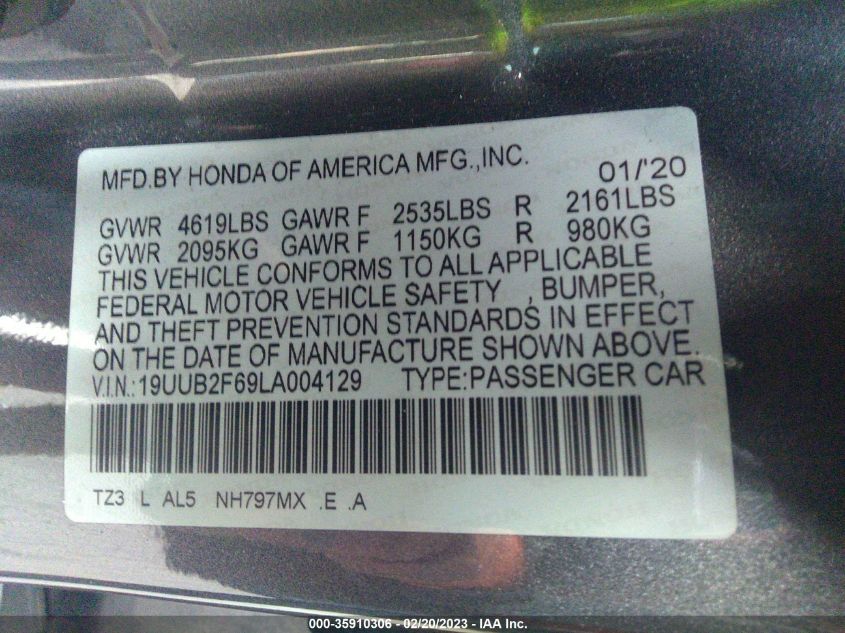 MFD.BY HONDA OF AMERICA MFG.,INC. 01/'20
GVWR 4619LBS GAWR F 2535LBS R 2161LBS
GVWR 2095KG GAWR F 1150KG R 980KG
THIS VEHICLE CONFORMS TO ALL APPLICABLE
FEDERAL MOTOR VEHICLE SAFETY , BUMPER,
AND THEFT PREVENTION STANDARDS IN EFFECT
ON THE DATE OF MANUFACTURE SHOWN ABOVE.
V.I.N.:19UUB2F69LA004129 TYPE:PASSENGER CAR
TZ3 L AL5 NH797MX .E .A
000-35910306 - 02/20/2023 - IAA Inc.